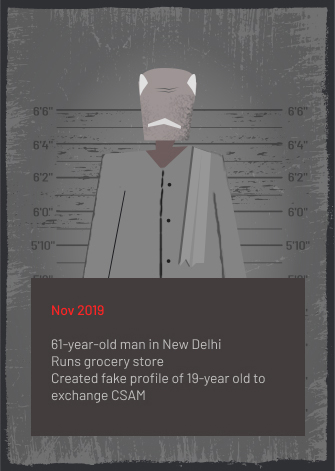 6'6" 6'6"
6'4" 6'4"
6'2" 6'2"
6'0" 6'0"
5'10" 5'10"
Nov 2019
61-year-old man in New Delhi
Runs grocery store
Created fake profile of 19-year old to
exchange CSAM